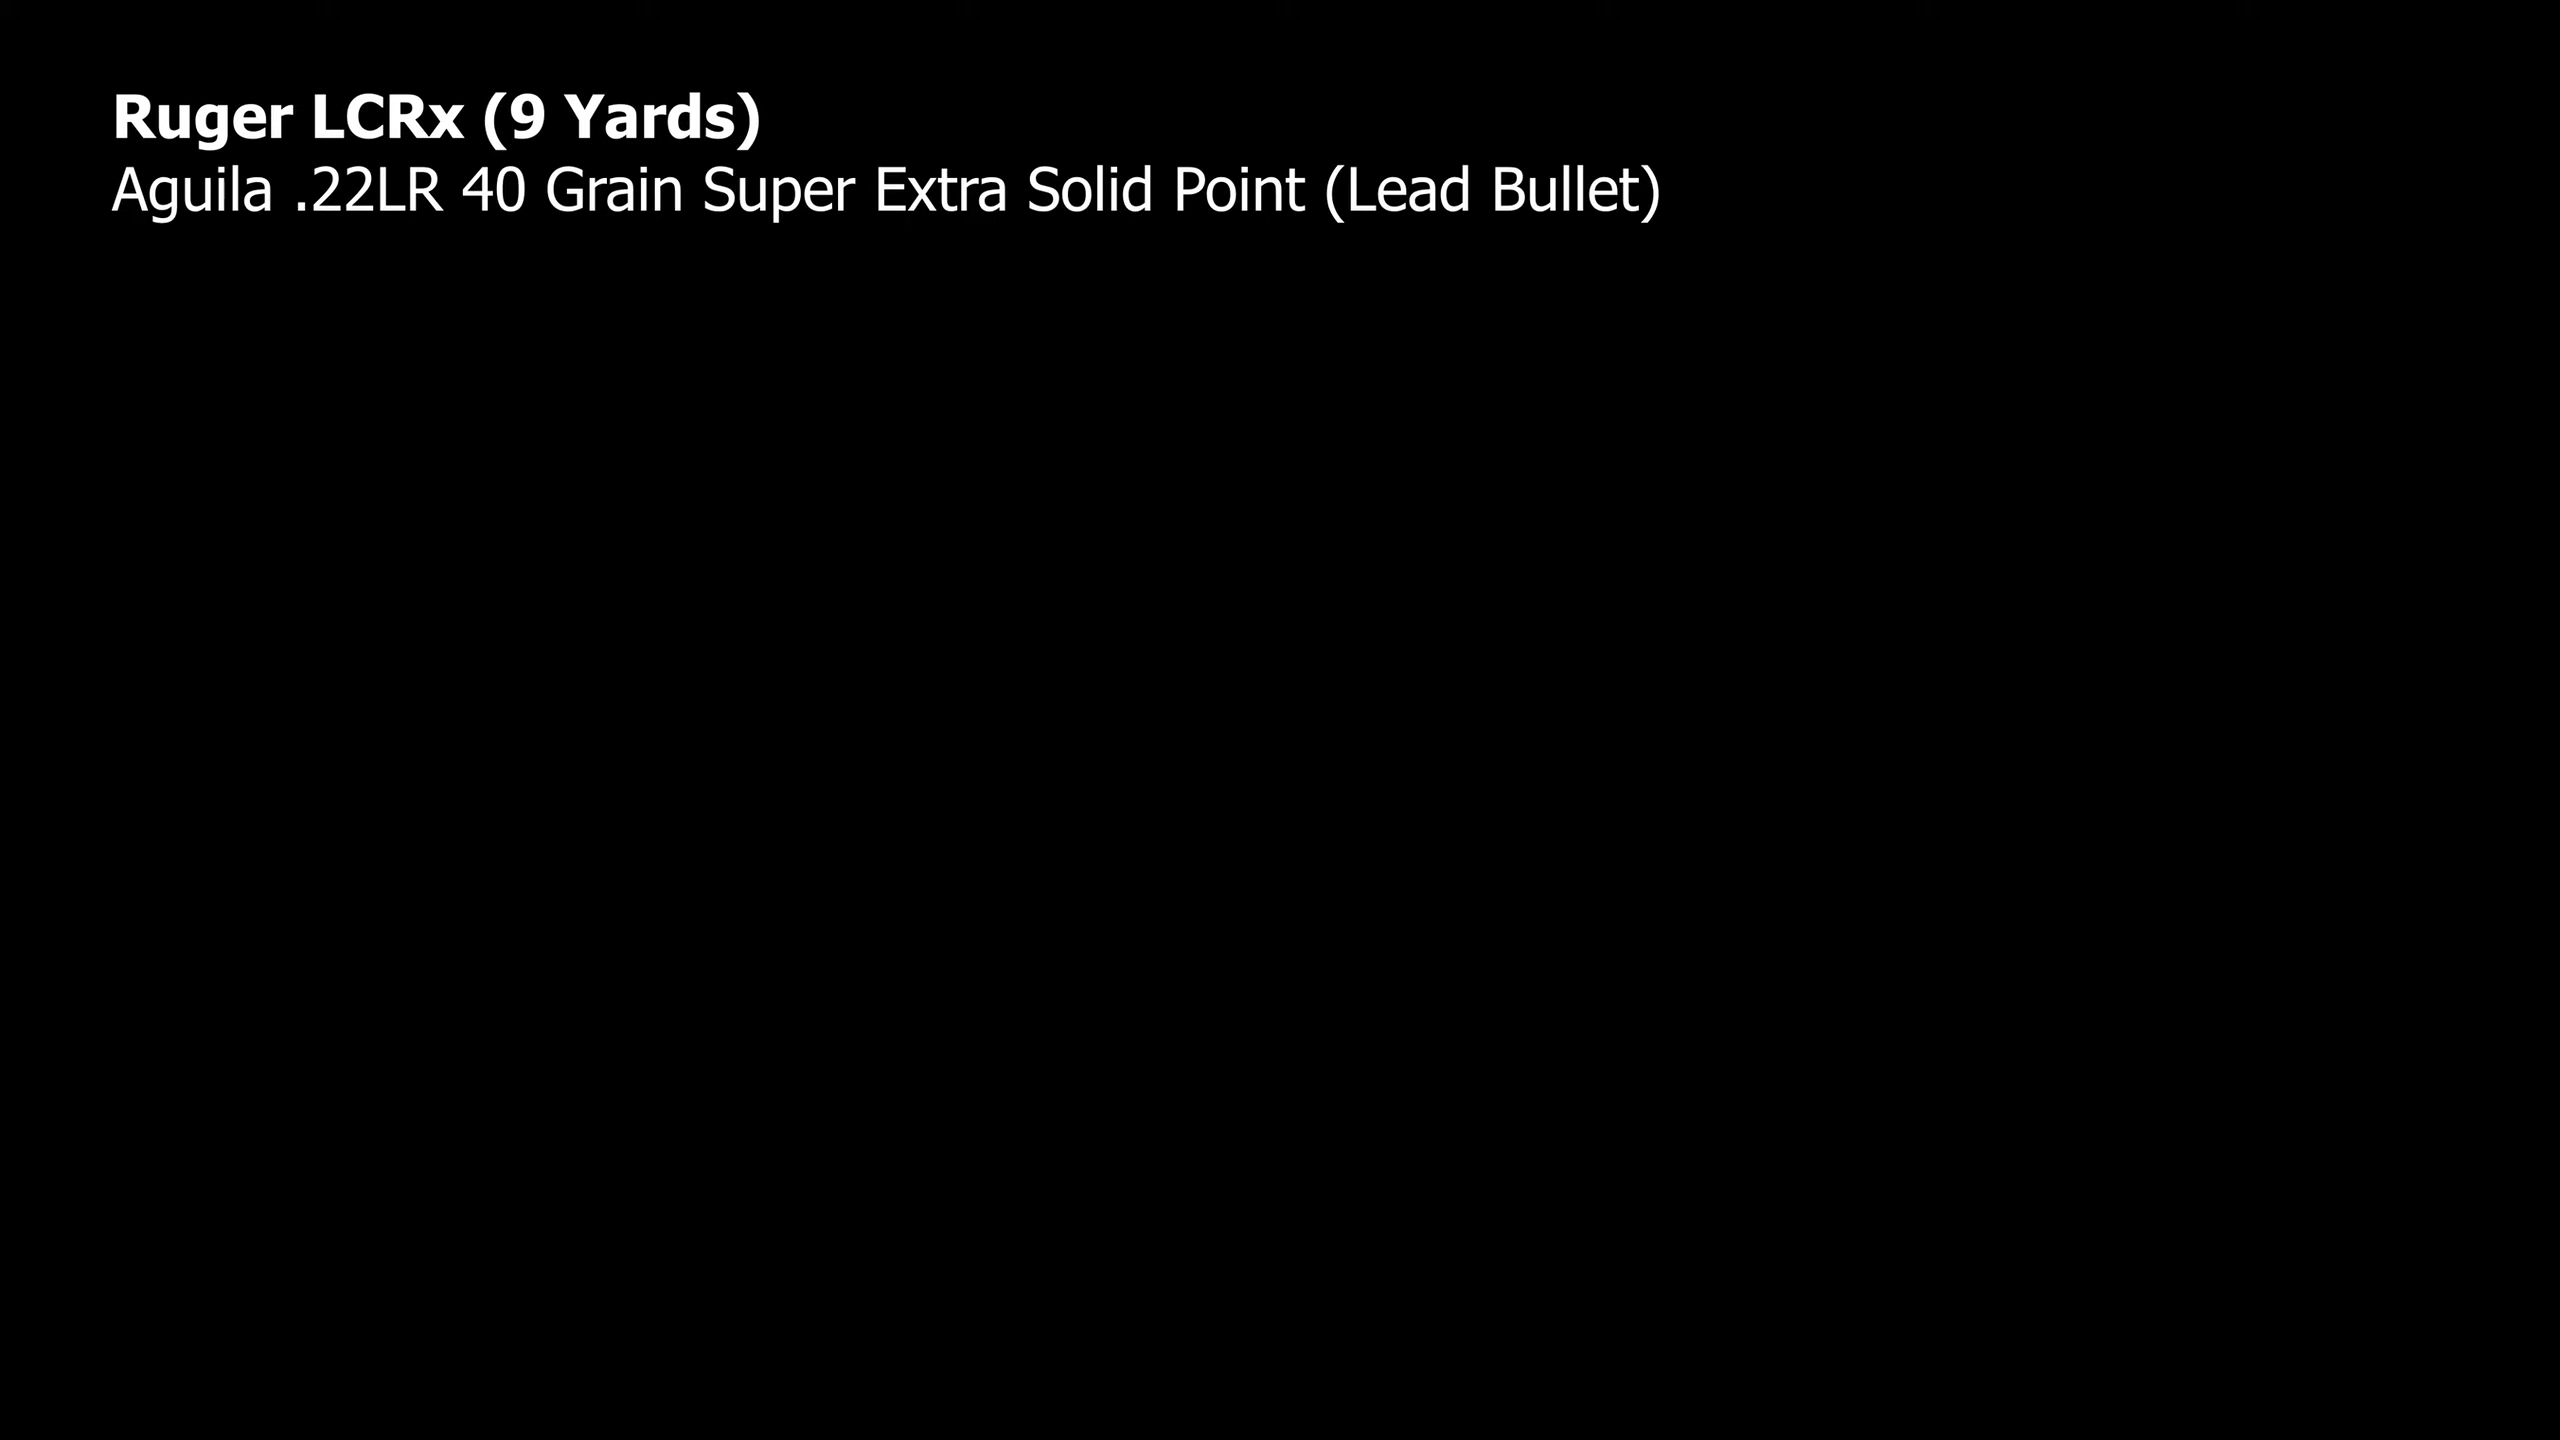 Ruger LCRx (9 Yards)
Aguila .22LR 40 Grain Super Extra Solid Point (Lead Bullet)